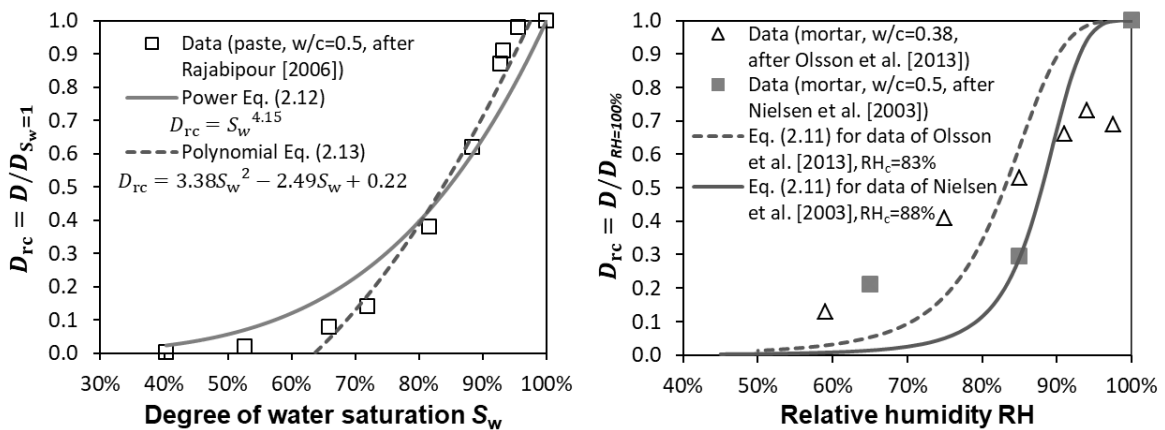 1.0
0.9
0.8
0.7
0.6
0.5
0.4
0.3
0.2
0.1
0.0
D_rc = D/D_{S_w=1}
Data (paste, w/c=0.5, after
Rajabipour [2006])
Power Eq. (2.12)
D_rc = S_w^4.15
Polynomial Eq. (2.13)
D_rc = 3.38S_w^2 − 2.49S_w + 0.22
30% 40% 50% 60% 70% 80% 90% 100%
Degree of water saturation S_w
1.0
0.9
0.8
0.7
0.6
0.5
0.4
0.3
0.2
0.1
0.0
D_rc = D/D_{RH=100%}
Data (mortar, w/c=0.38,
after Olsson et al. [2013])
Data (mortar, w/c=0.5, after
Nielsen et al. [2003])
Eq. (2.11) for data of Olsson
et al. [2013], RH_c=83%
Eq. (2.11) for data of Nielsen
et al. [2003], RH_c=88%
40% 50% 60% 70% 80% 90% 100%
Relative humidity RH